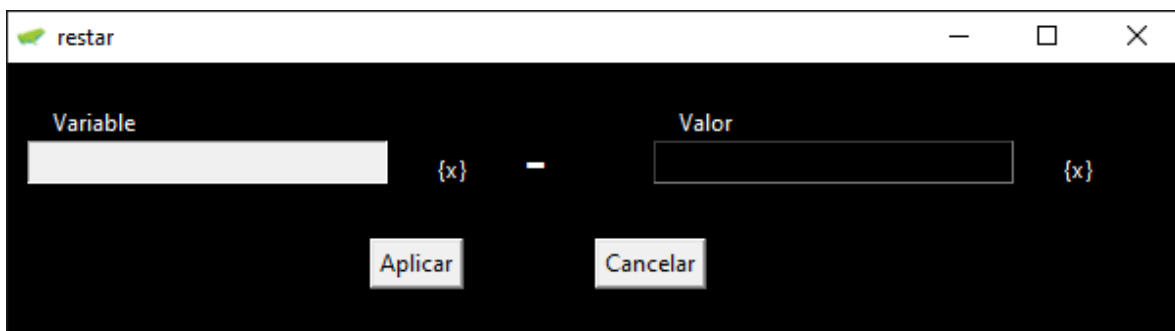 restar
Variable
Valor
{x}
-
{x}
Aplicar
Cancelar